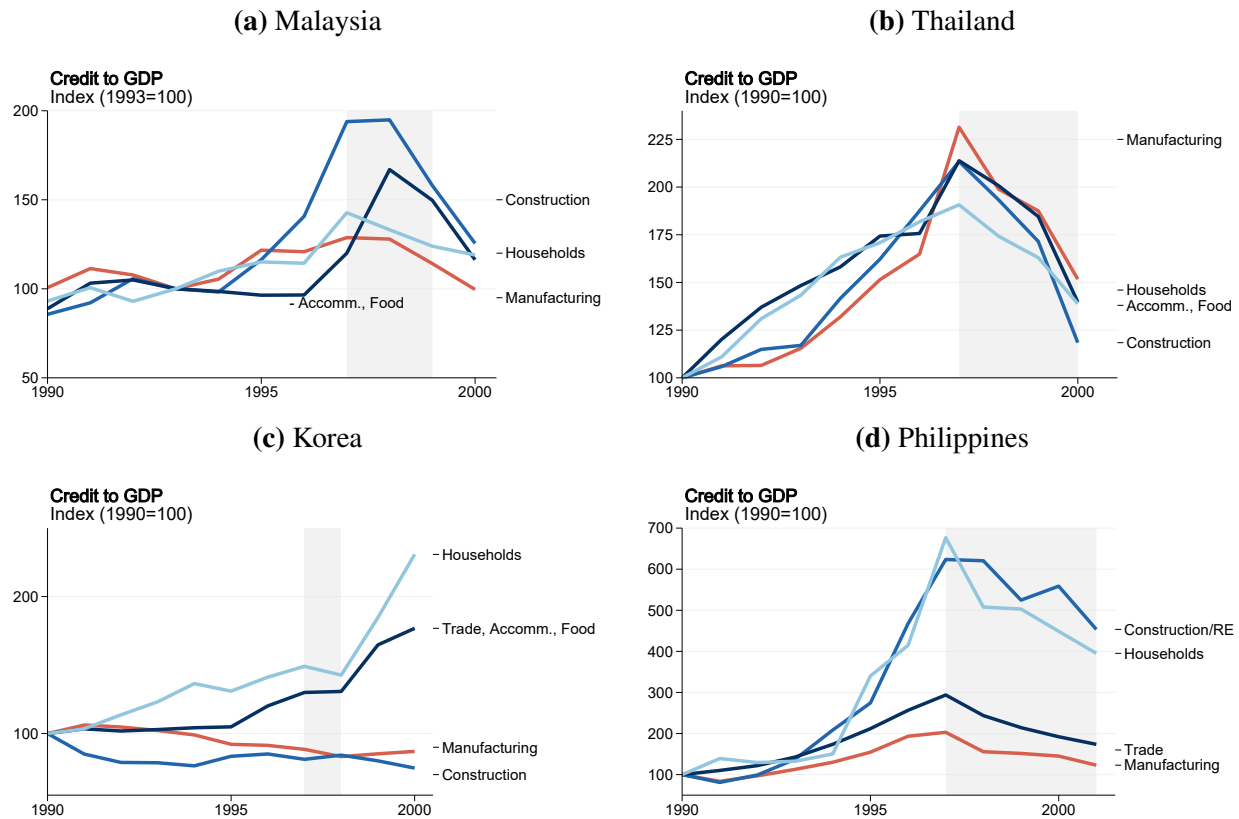 (a) Malaysia
Credit to GDP
Index (1993=100)
200
150
100
50
1990
1995
2000
Construction
Households
Manufacturing
Accomm., Food
(b) Thailand
Credit to GDP
Index (1990=100)
225
200
175
150
125
100
1990
1995
2000
Manufacturing
Households
Accomm., Food
Construction
(c) Korea
Credit to GDP
Index (1990=100)
200
100
1990
1995
2000
Households
Trade, Accomm., Food
Manufacturing
Construction
(d) Philippines
Credit to GDP
Index (1990=100)
700
600
500
400
300
200
100
1990
1995
2000
Construction/RE
Households
Trade
Manufacturing